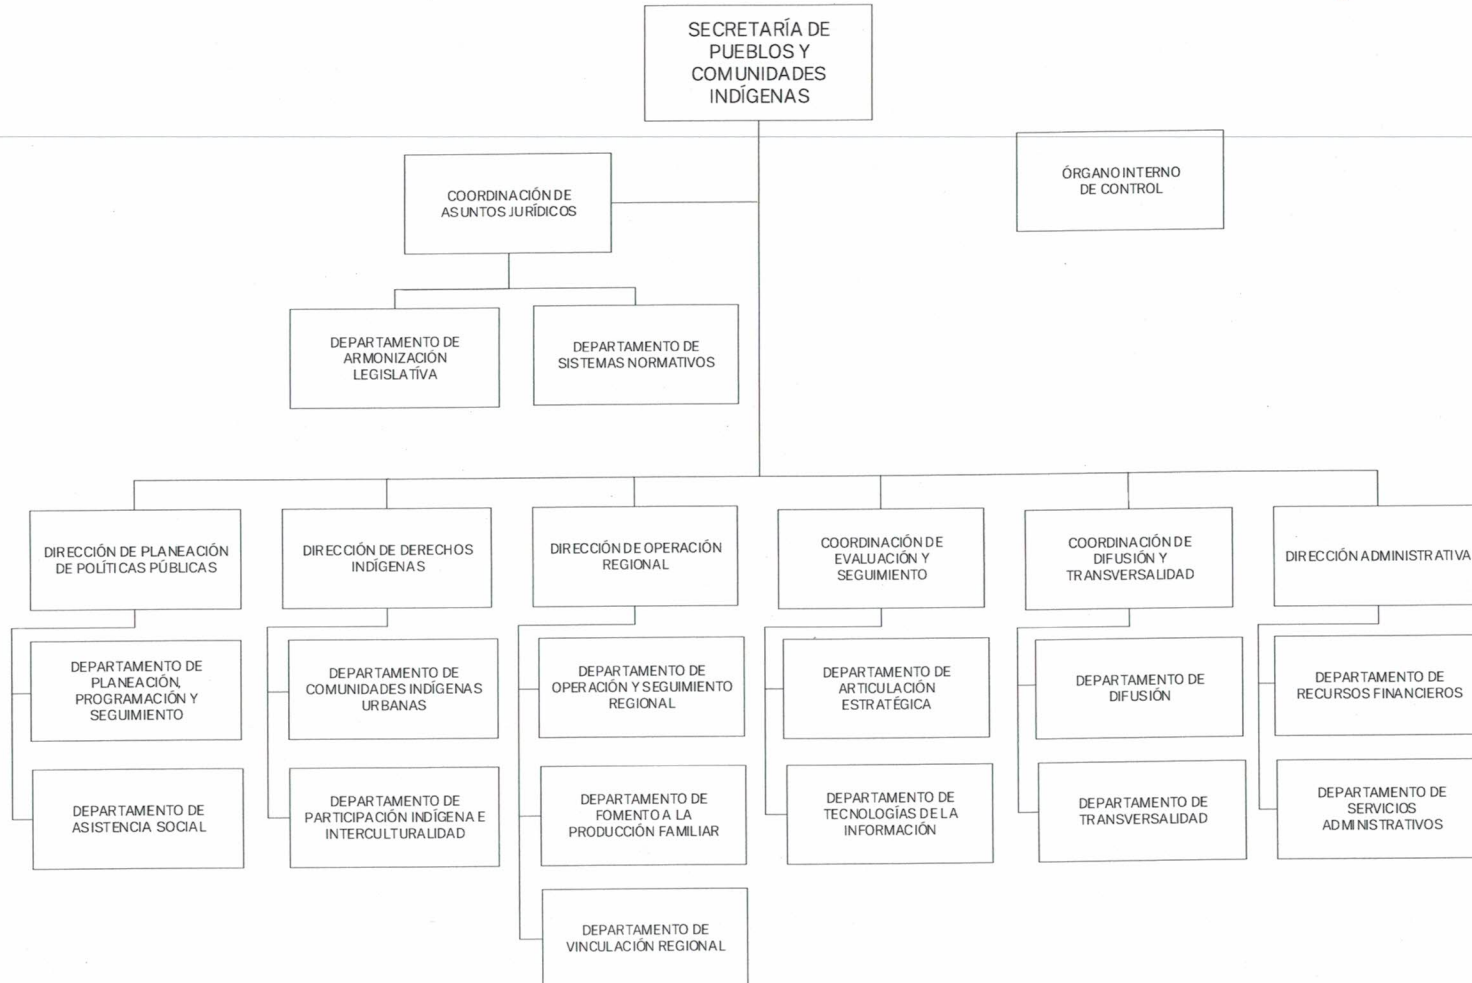 SECRETARÍA DE
PUEBLOS Y
COMUNIDADES
INDÍGENAS
ÓRGANO INTERNO
DE CONTROL
COORDINACIÓN DE
ASUNTOS JURÍDICOS
DEPARTAMENTO DE
ARMONIZACIÓN
LEGISLATÍVA
DEPARTAMENTO DE
SISTEMAS NORMATIVOS
DIRECCIÓN DE PLANEACIÓN
DE POLÍTICAS PÚBLICAS
DIRECCIÓN DE DERECHOS
INDÍGENAS
DIRECCIÓN DE OPERACIÓN
REGIONAL
COORDINACIÓN DE
EVALUACIÓN Y
SEGUIMIENTO
COORDINACIÓN DE
DIFUSIÓN Y
TRANSVERSALIDAD
DIRECCIÓN ADMINISTRATIVA
DEPARTAMENTO DE
PLANEACIÓN,
PROGRAMACIÓN Y
SEGUIMIENTO
DEPARTAMENTO DE
COMUNIDADES INDÍGENAS
URBANAS
DEPARTAMENTO DE
OPERACIÓN Y SEGUIMIENTO
REGIONAL
DEPARTAMENTO DE
ARTICULACIÓN
ESTRATÉGICA
DEPARTAMENTO DE
DIFUSIÓN
DEPARTAMENTO DE
RECURSOS FINANCIEROS
DEPARTAMENTO DE
ASISTENCIA SOCIAL
DEPARTAMENTO DE
PARTICIPACIÓN INDÍGENA E
INTERCULTURALIDAD
DEPARTAMENTO DE
FOMENTO A LA
PRODUCCIÓN FAMILIAR
DEPARTAMENTO DE
TECNOLOGÍAS DE LA
INFORMACIÓN
DEPARTAMENTO DE
TRANSVERSALIDAD
DEPARTAMENTO DE
SERVICIOS
ADMINISTRATIVOS
DEPARTAMENTO DE
VINCULACIÓN REGIONAL